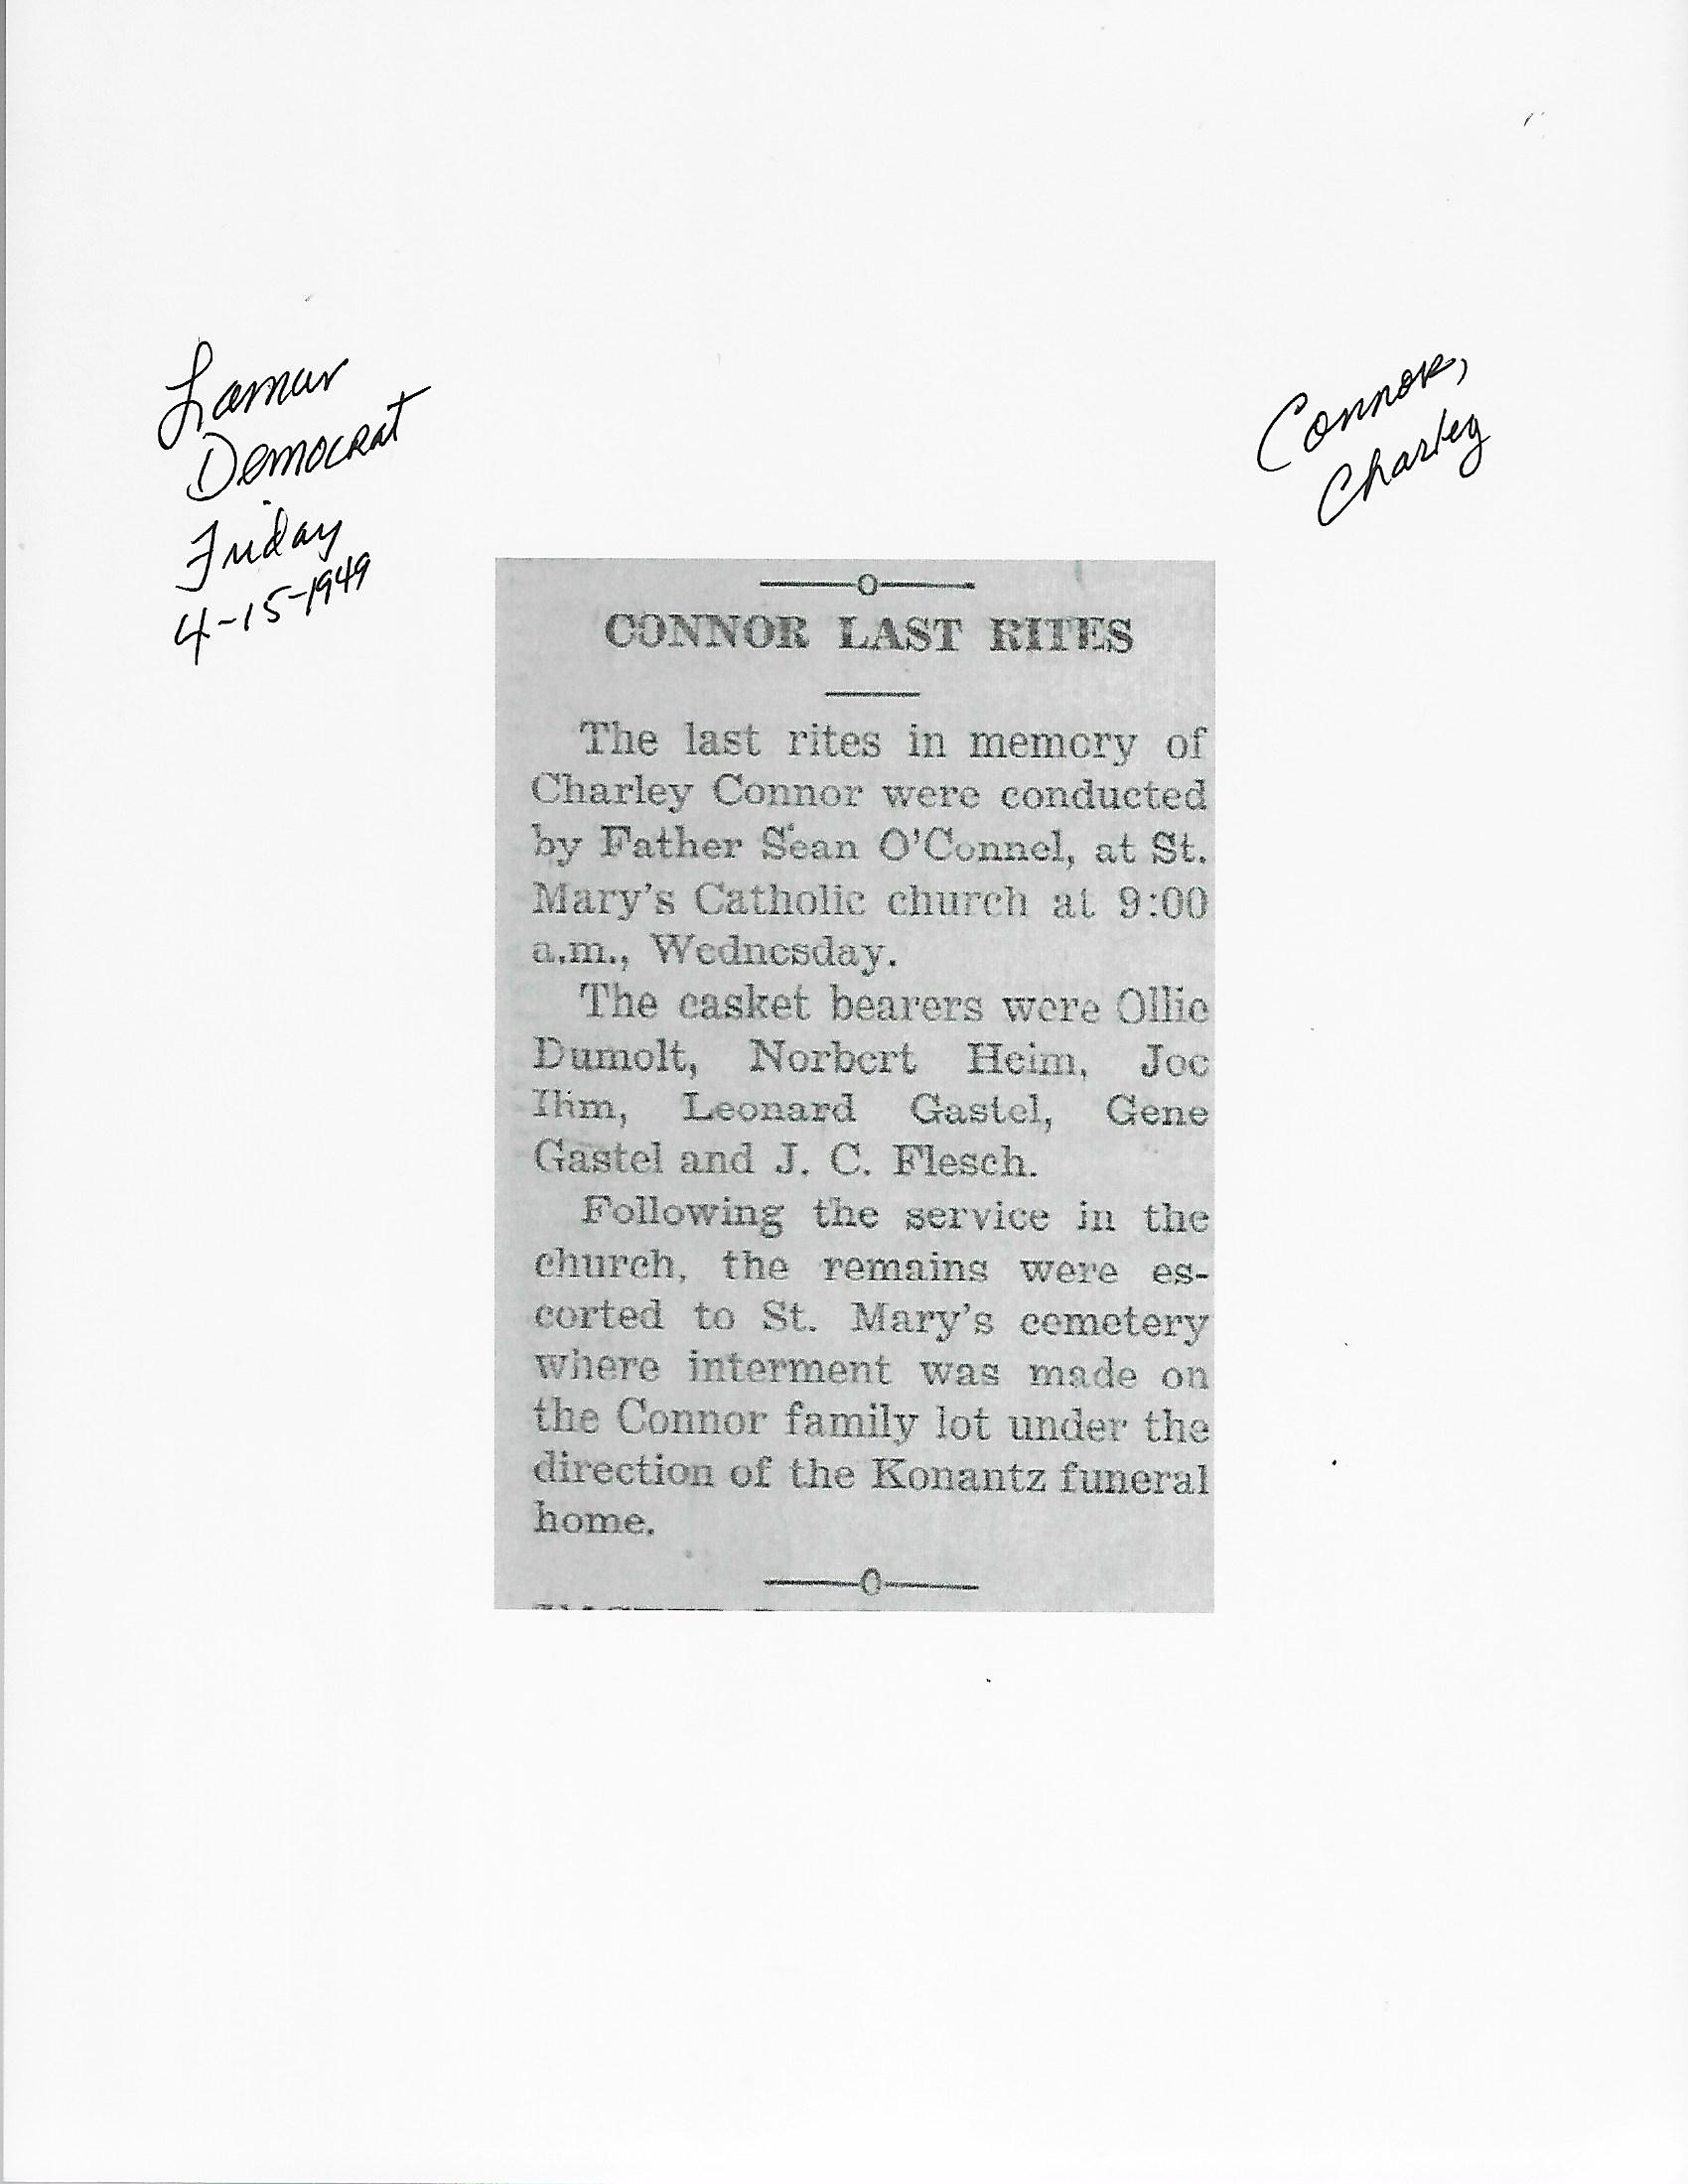 Lamar
Democrat
Friday
4-15-1949
Connor,
Charley
CONNOR LAST RITES
The last rites in memory of
Charley Connor were conducted
by Father Sean O'Connel, at St.
Mary's Catholic church at 9:00
a.m., Wednesday.
The casket bearers were Ollie
Dumolt, Norbert Heim, Joe
Ihm, Leonard Gastel, Gene
Gastel and J. C. Flesch.
Following the service in the
church, the remains were es-
corted to St. Mary's cemetery
where interment was made on
the Connor family lot under the
direction of the Konantz funeral
home.